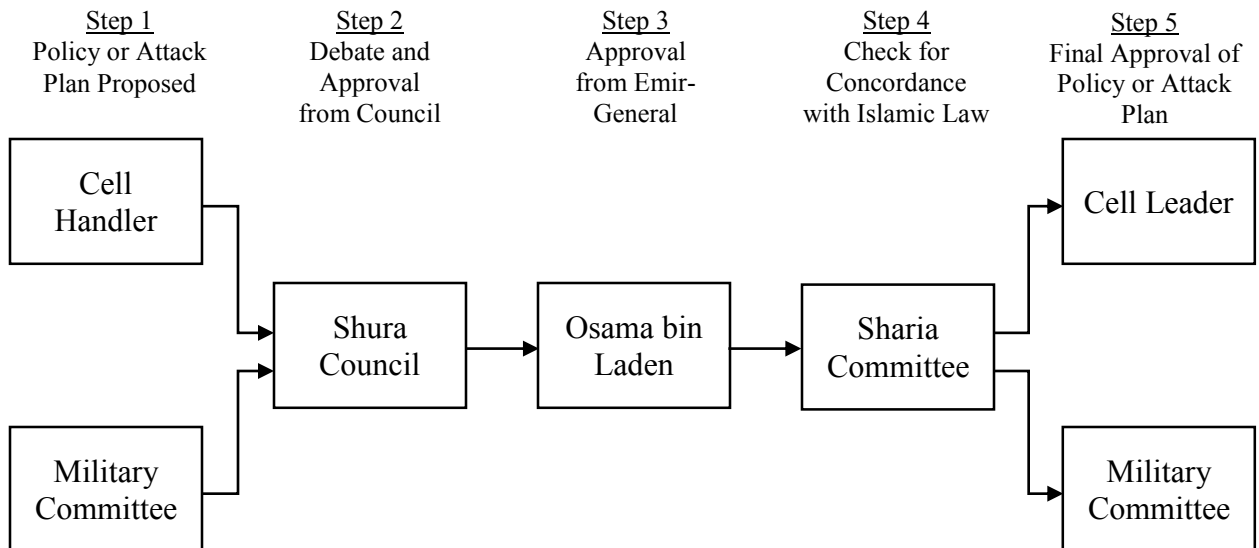 Step 1
Policy or Attack
Plan Proposed
Step 2
Debate and
Approval
from Council
Step 3
Approval
from Emir-
General
Step 4
Check for
Concordance
with Islamic Law
Step 5
Final Approval of
Policy or Attack
Plan
Cell
Handler
Military
Committee
Shura
Council
Osama bin
Laden
Sharia
Committee
Cell Leader
Military
Committee